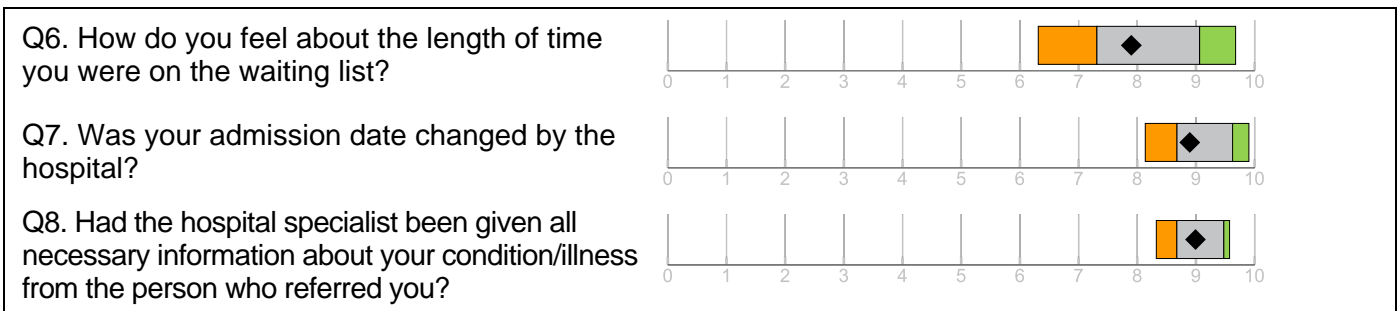 Q6. How do you feel about the length of time
you were on the waiting list?
0 1 2 3 4 5 6 7 8 9 10
Q7. Was your admission date changed by the
hospital?
0 1 2 3 4 5 6 7 8 9 10
Q8. Had the hospital specialist been given all
necessary information about your condition/illness
from the person who referred you?
0 1 2 3 4 5 6 7 8 9 10